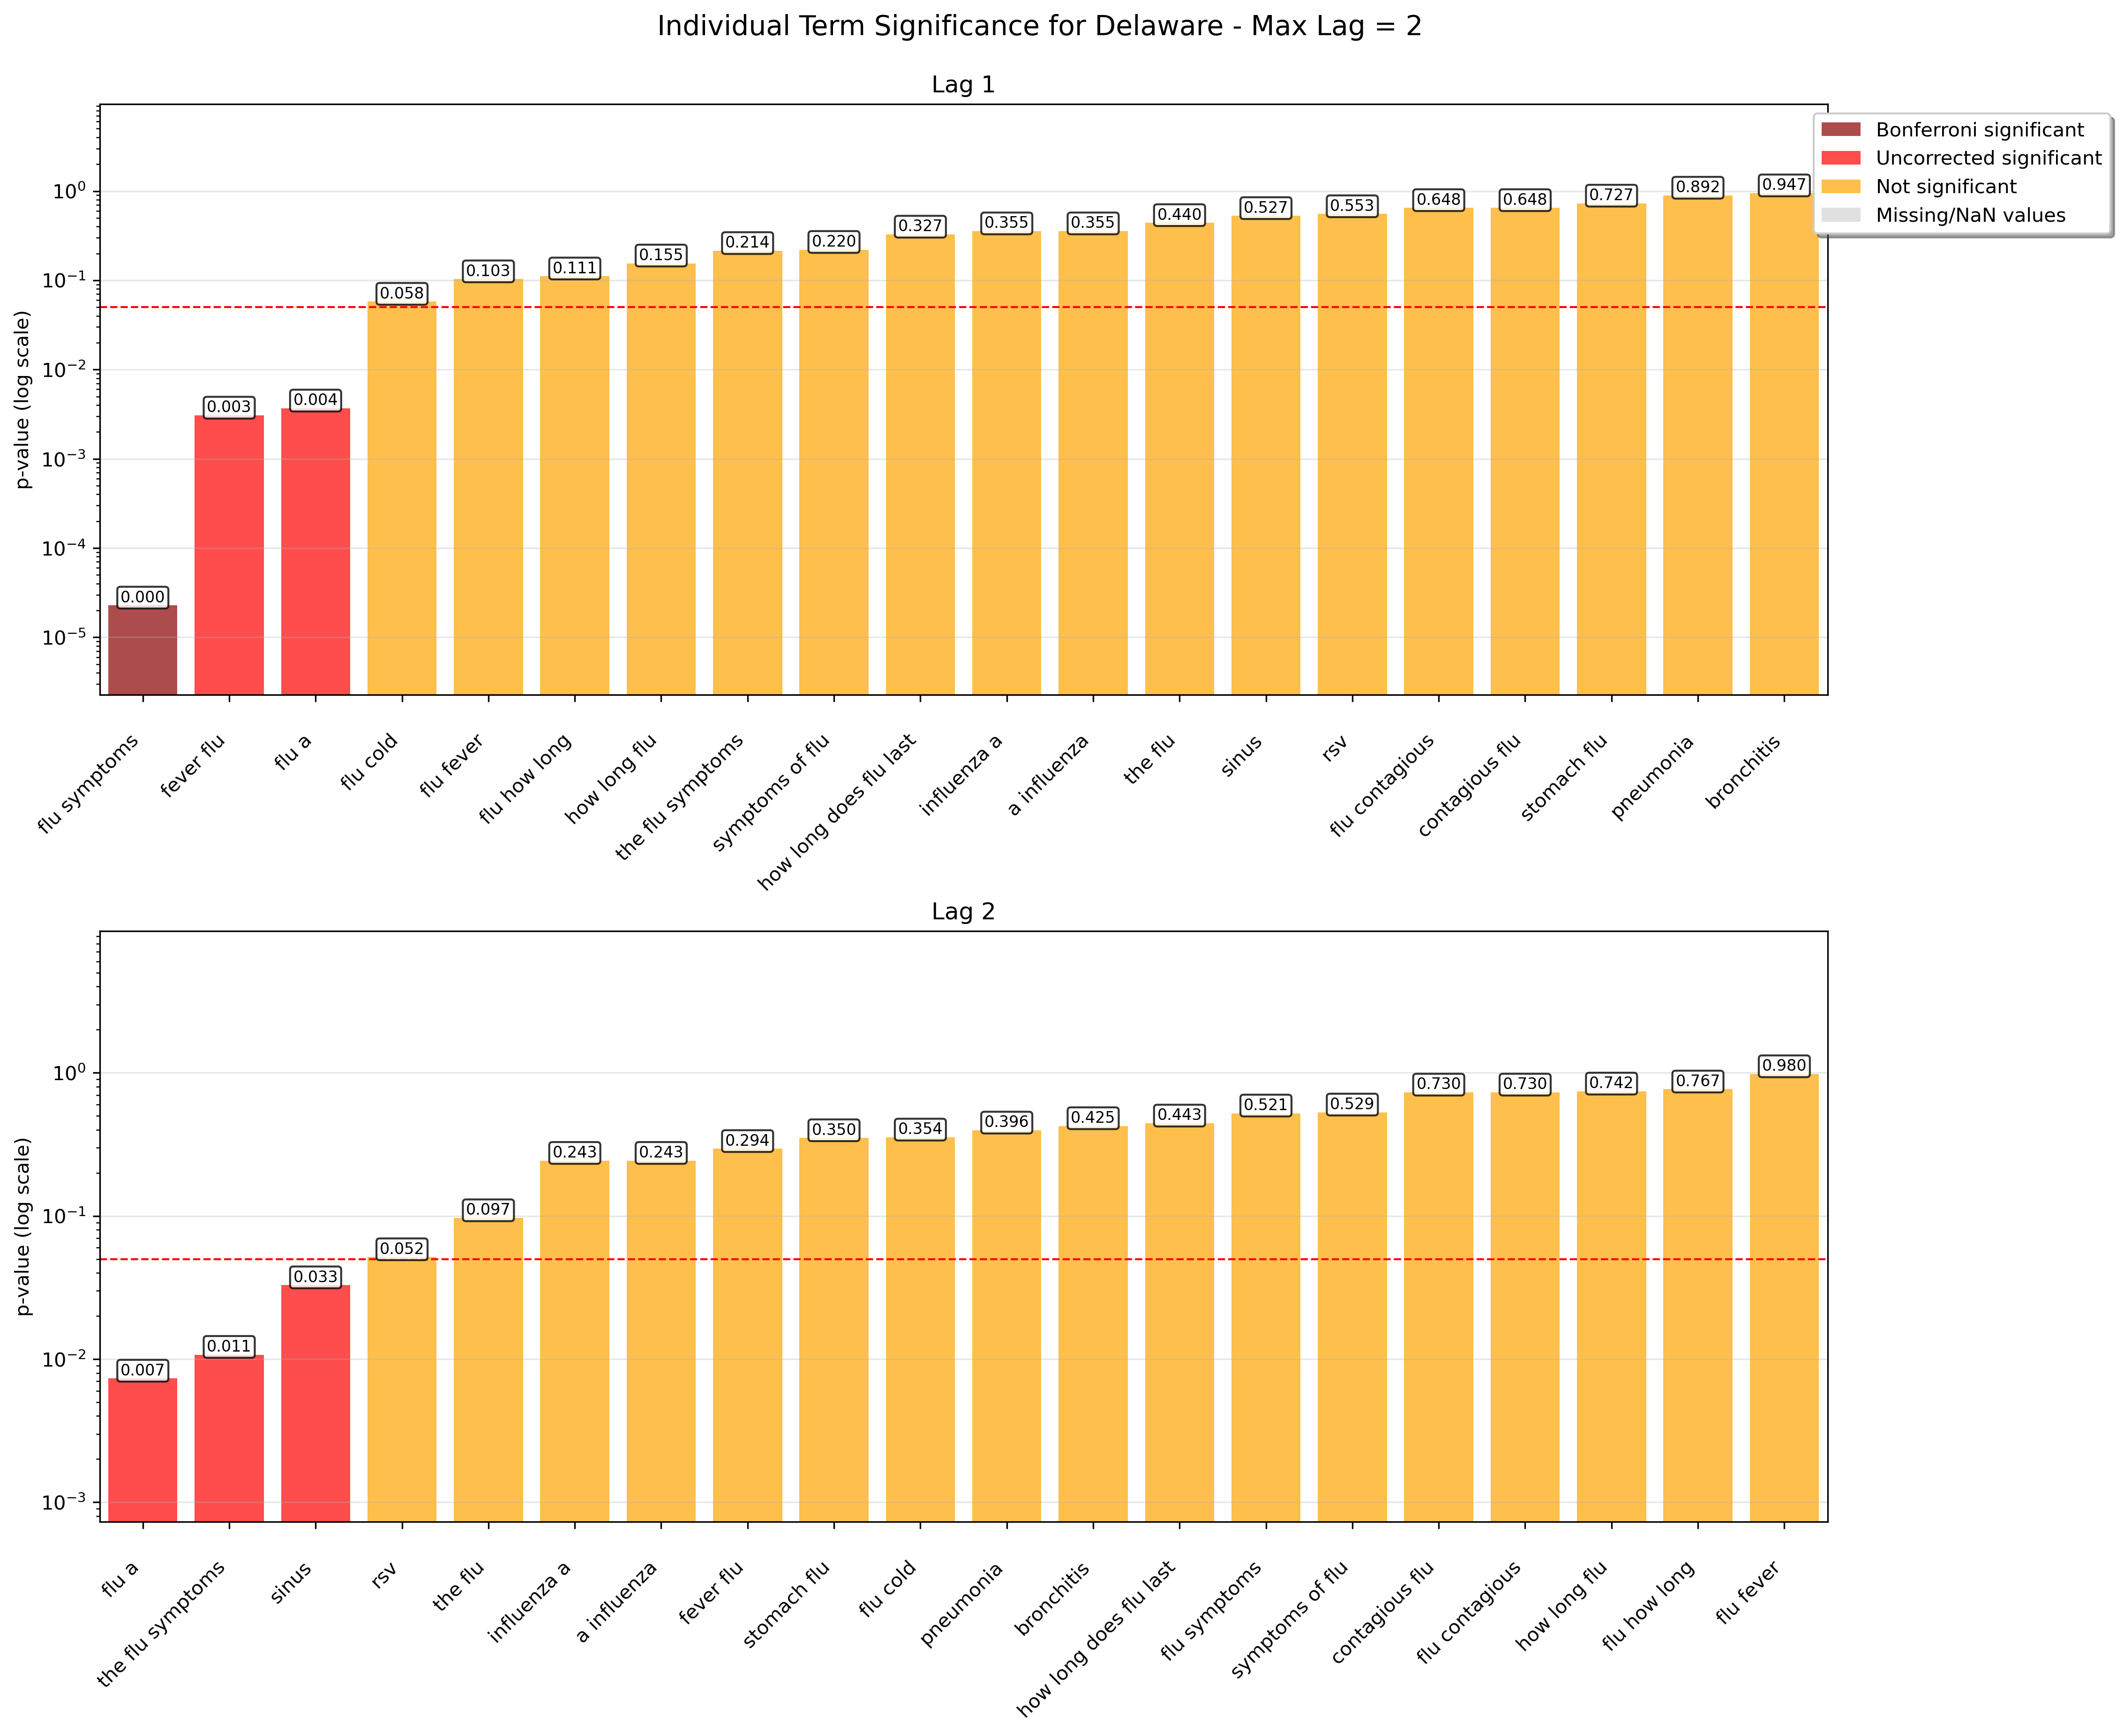 Individual Term Significance for Delaware - Max Lag = 2
Lag 1
Bonferroni significant
Uncorrected significant
Not significant
Missing/NaN values
p-value (log scale)
10⁰
10⁻¹
10⁻²
10⁻³
10⁻⁴
10⁻⁵
0.000
0.003
0.004
0.058
0.103
0.111
0.155
0.214
0.220
0.327
0.355
0.355
0.440
0.527
0.553
0.648
0.648
0.727
0.892
0.947
flu symptoms
fever flu
flu a
flu cold
flu fever
flu how long
how long flu
the flu symptoms
symptoms of flu
how long does flu last
influenza a
a influenza
the flu
sinus
rsv
flu contagious
contagious flu
stomach flu
pneumonia
bronchitis
Lag 2
p-value (log scale)
10⁰
10⁻¹
10⁻²
10⁻³
0.007
0.011
0.033
0.052
0.097
0.243
0.243
0.294
0.350
0.354
0.396
0.425
0.443
0.521
0.529
0.730
0.730
0.742
0.767
0.980
flu a
the flu symptoms
sinus
rsv
the flu
influenza a
a influenza
fever flu
stomach flu
flu cold
pneumonia
bronchitis
how long does flu last
flu symptoms
symptoms of flu
contagious flu
flu contagious
how long flu
flu how long
flu fever